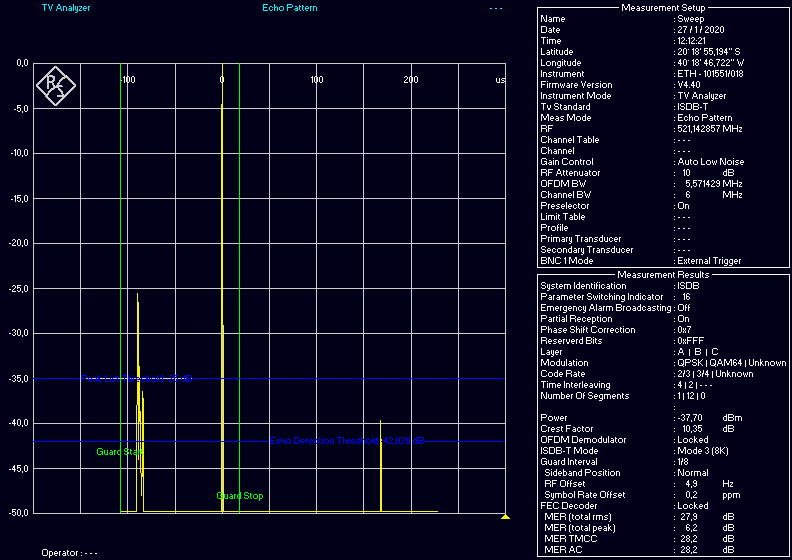 TV Analyzer Echo Pattern - - -
0,0
-100 0 100 200 us
-5,0
-10,0
-15,0
-20,0
-25,0
-30,0
-35,0
-40,0
Echo Detection Threshold
Guard Start
-45,0
Guard Stop
-50,0
Operator : - - -
Measurement Setup
Name : Sweep
Date : 27 / 1 / 2020
Time : 12:12:21
Latitude : 20° 18' 55,194'' S
Longitude : 40° 18' 46,722'' W
Instrument : ETH - 101551/018
Firmware Version : V4.40
Instrument Mode : TV Analyzer
Tv Standard : ISDB-T
Meas Mode : Echo Pattern
RF : 521,142857 MHz
Channel Table : - - -
Channel : - - -
Gain Control : Auto Low Noise
RF Attenuator : 10 dB
OFDM BW : 5,571429 MHz
Channel BW : 6 MHz
Preselector : On
Limit Table : - - -
Profile : - - -
Primary Transducer : - - -
Secondary Transducer : - - -
BNC 1 Mode : External Trigger
Measurement Results
System Identification : ISDB
Parameter Switching Indicator : 16
Emergency Alarm Broadcasting : Off
Partial Reception : On
Phase Shift Correction : 0x7
Reserverd Bits : 0xFFF
Layer : A | B | C
Modulation : QPSK | QAM64 | Unknown
Code Rate : 2/3 | 3/4 | Unknown
Time Interleaving : 4 | 2 | - - -
Number Of Segments : 1 | 12 | 0
:
Power : -37,70 dBm
Crest Factor : 10,35 dB
OFDM Demodulator : Locked
ISDB-T Mode : Mode 3 (8K)
Guard Interval : 1/8
Sideband Position : Normal
RF Offset : 4,9 Hz
Symbol Rate Offset : 0,2 ppm
FEC Decoder : Locked
MER (total rms) : 27,9 dB
MER (total peak) : 6,2 dB
MER TMCC : 28,2 dB
MER AC : 28,2 dB